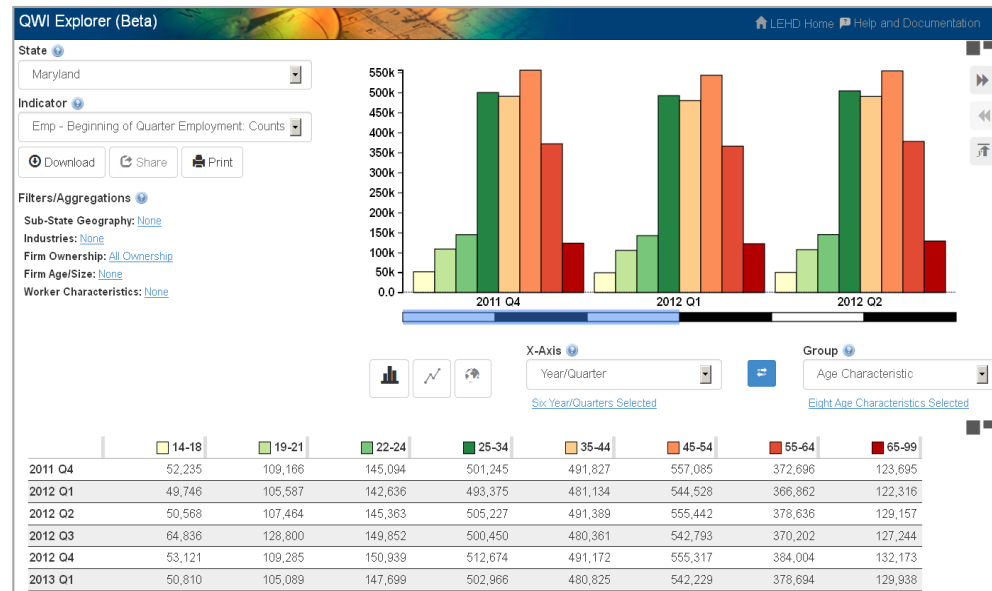 QWI Explorer (Beta)
LEHD Home Help and Documentation
State
Maryland
Indicator
Emp - Beginning of Quarter Employment: Counts
Download Share Print
Filters/Aggregations
Sub-State Geography: None
Industries: None
Firm Ownership: All Ownership
Firm Age/Size: None
Worker Characteristics: None
550k
500k
450k
400k
350k
300k
250k
200k
150k
100k
50k
0.0
2011 Q4 2012 Q1 2012 Q2
X-Axis Group
Year/Quarter Age Characteristic
Six Year/Quarters Selected Eight Age Characteristics Selected
14-18 19-21 22-24 25-34 35-44 45-54 55-64 65-99
2011 Q4 52,235 109,166 145,094 501,245 491,827 557,085 372,696 123,695
2012 Q1 49,746 105,587 142,636 493,375 481,134 544,528 366,862 122,316
2012 Q2 50,568 107,464 145,363 505,227 491,389 555,442 378,636 129,157
2012 Q3 64,836 128,800 149,852 500,450 480,361 542,793 370,202 127,244
2012 Q4 53,121 109,285 150,939 512,674 491,172 555,317 384,004 132,173
2013 Q1 50,810 105,089 147,699 502,966 480,825 542,229 378,694 129,938